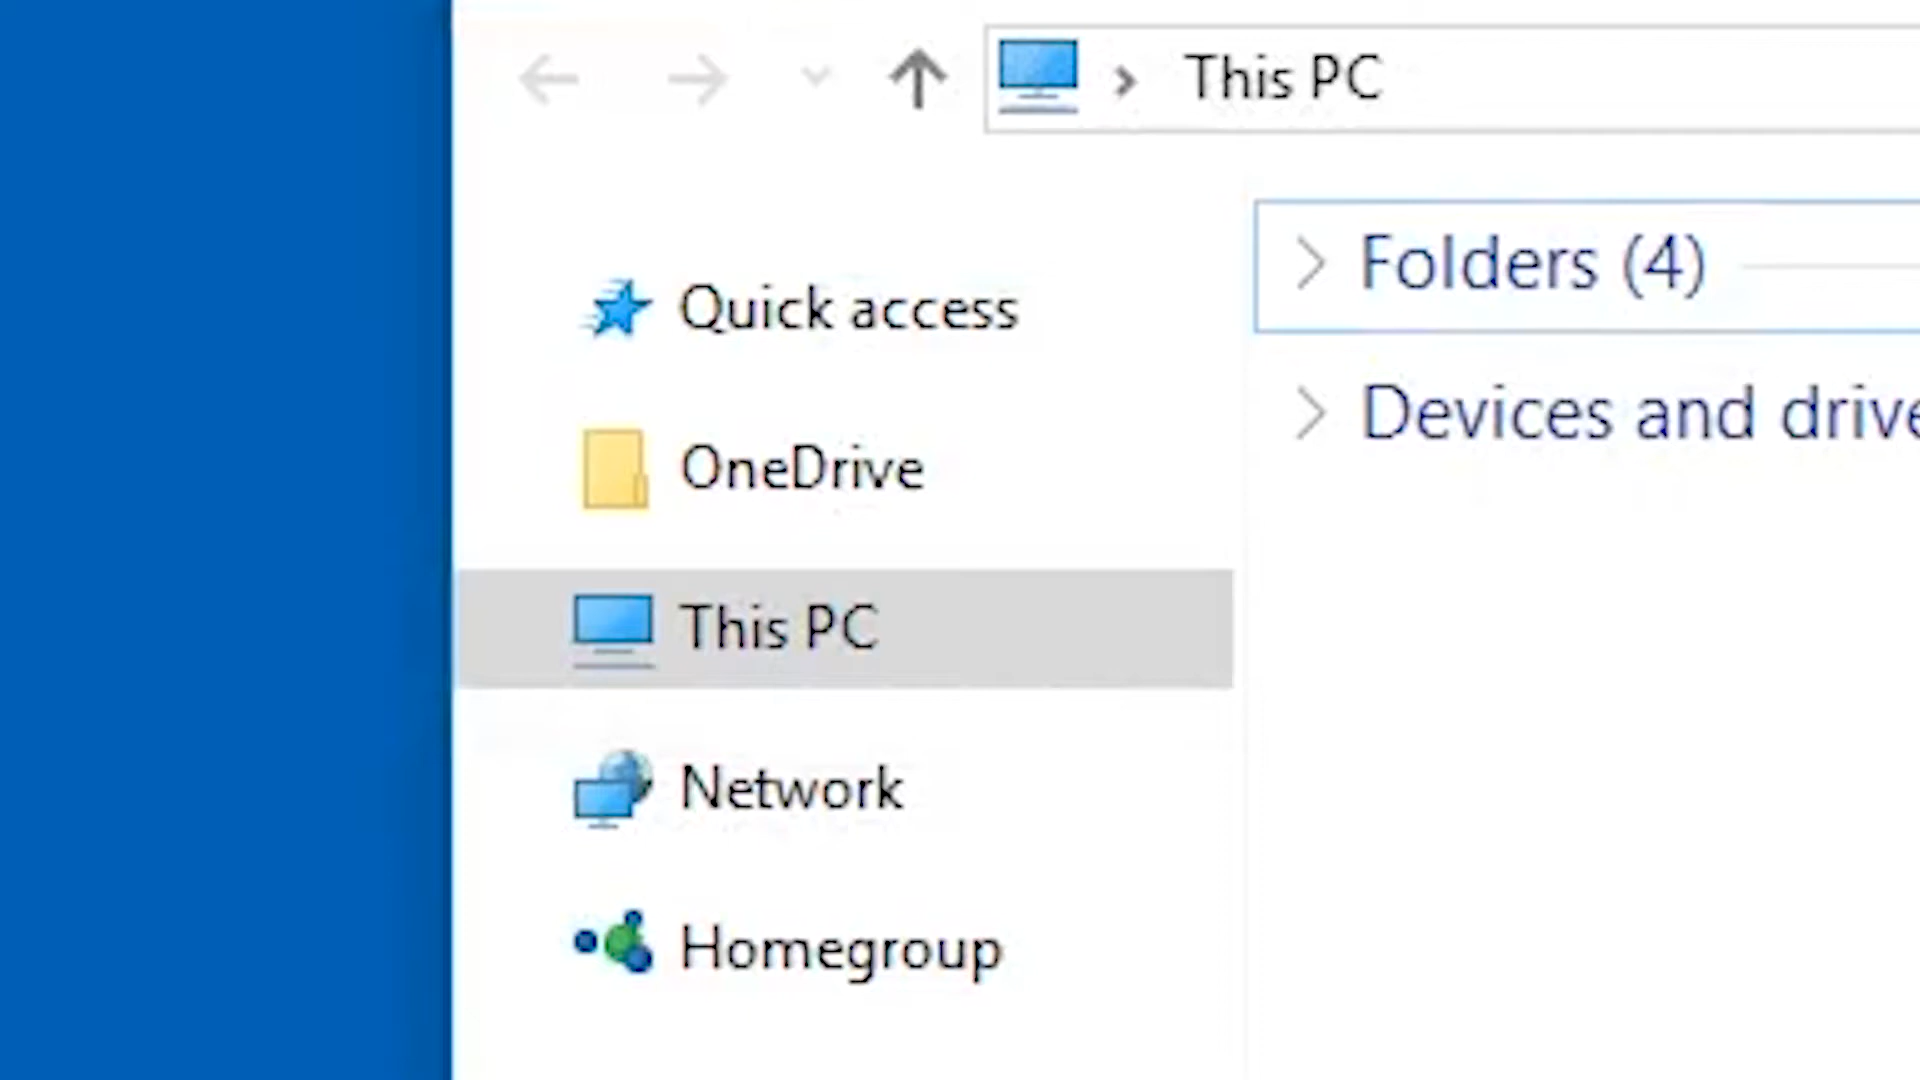 This PC
Folders (4)
Devices and drive
Quick access
OneDrive
This PC
Network
Homegroup